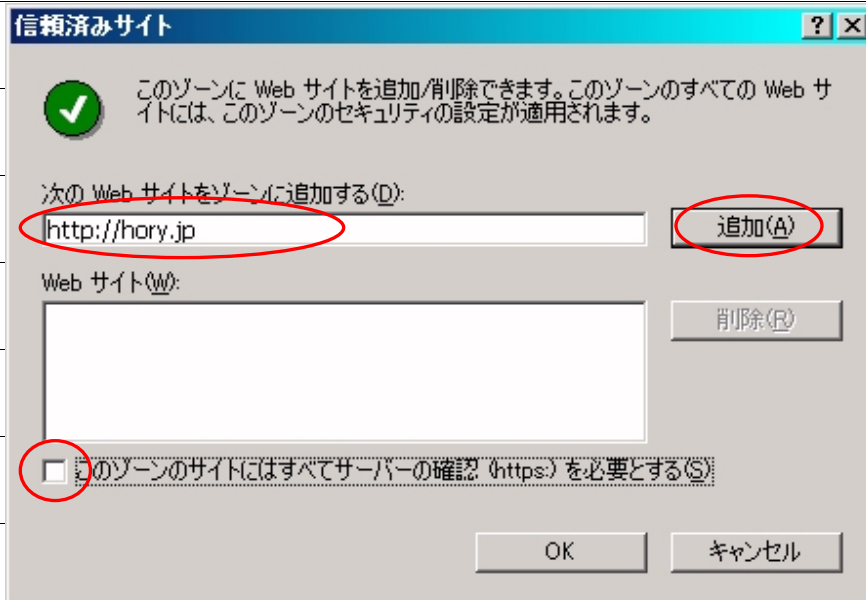 信頼済みサイト
このゾーンに Web サイトを追加/削除できます。このゾーンのすべての Web サ
イトには、このゾーンのセキュリティの設定が適用されます。
次の Web サイトをゾーンに追加する(D):
http://hory.jp
追加(A)
Web サイト(W):
削除(R)
このゾーンのサイトにはすべてサーバーの確認 (https:) を必要とする(S)
OK
キャンセル